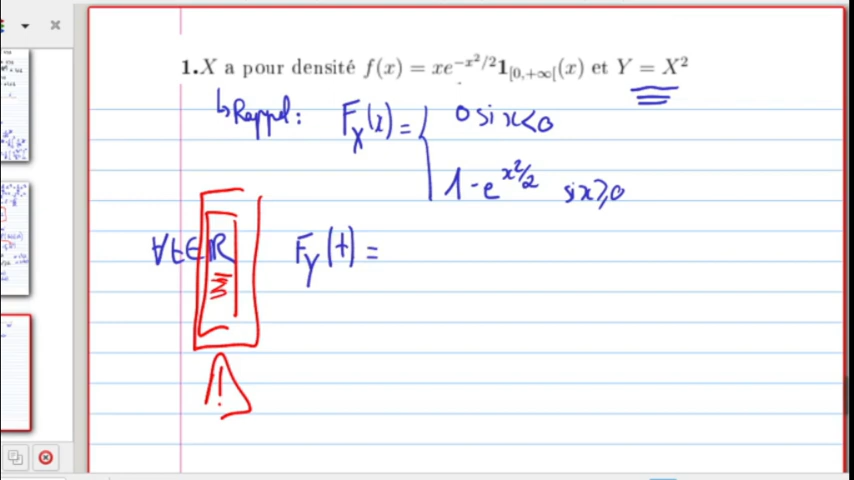 1.X a pour densité f(x) = xe^{-x²/2}1_{[0,+∞[}(x) et Y = X²
↳ Rappel: F_X(x) = { 0 si x<0
1 - e^{x²/2} si x≥0
∀t∈ℝ F_Y(t) =
!